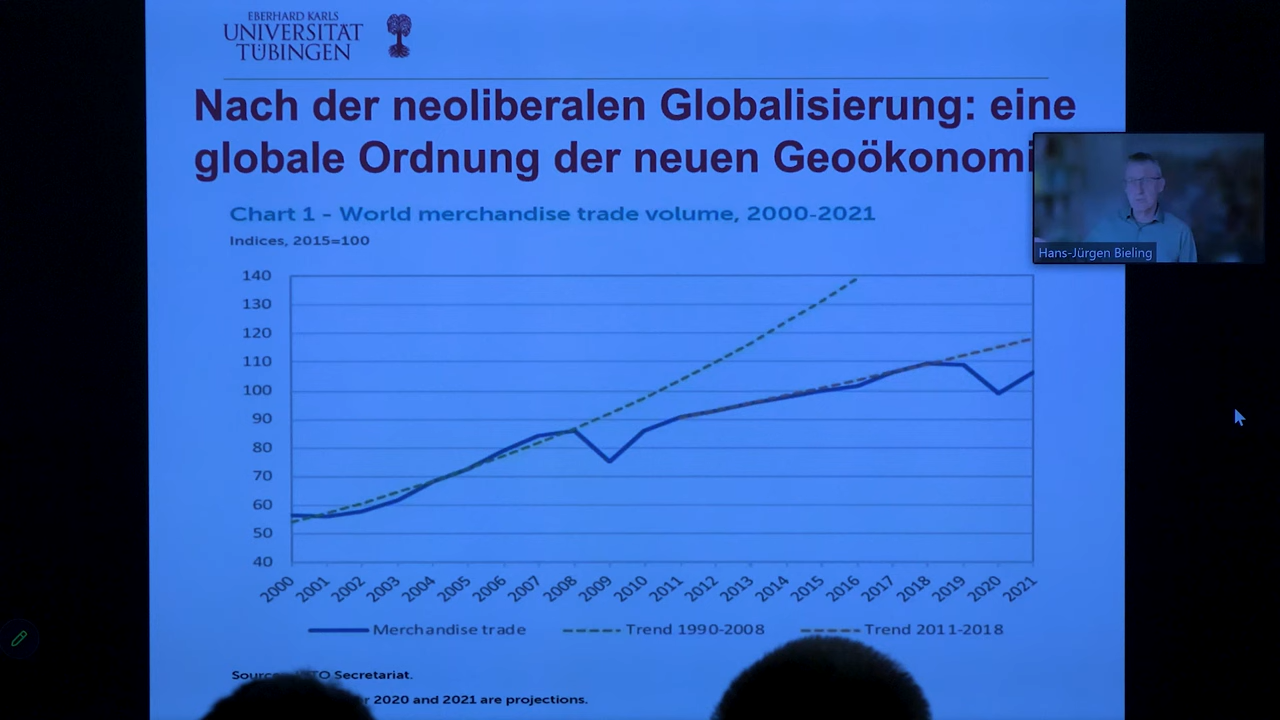 EBERHARD KARLS
UNIVERSITÄT
TÜBINGEN
Nach der neoliberalen Globalisierung: eine
globale Ordnung der neuen Geoökonomi
Hans-Jürgen Bieling
Chart 1 - World merchandise trade volume, 2000-2021
Indices, 2015=100
140
130
120
110
100
90
80
70
60
50
40
2000 2001 2002 2003 2004 2005 2006 2007 2008 2009 2010 2011 2012 2013 2014 2015 2016 2017 2018 2019 2020 2021
Merchandise trade Trend 1990-2008 Trend 2011-2018
Secretariat.
2020 and 2021 are projections.